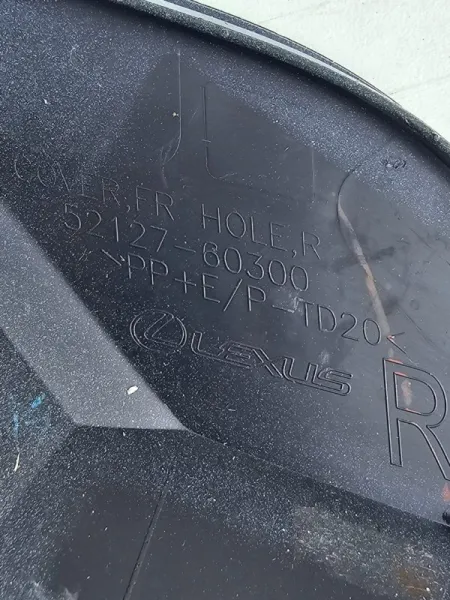 COVER,FR HOLE,R
52127-60300
>PP+E/P-TD20<
LEXUS
R